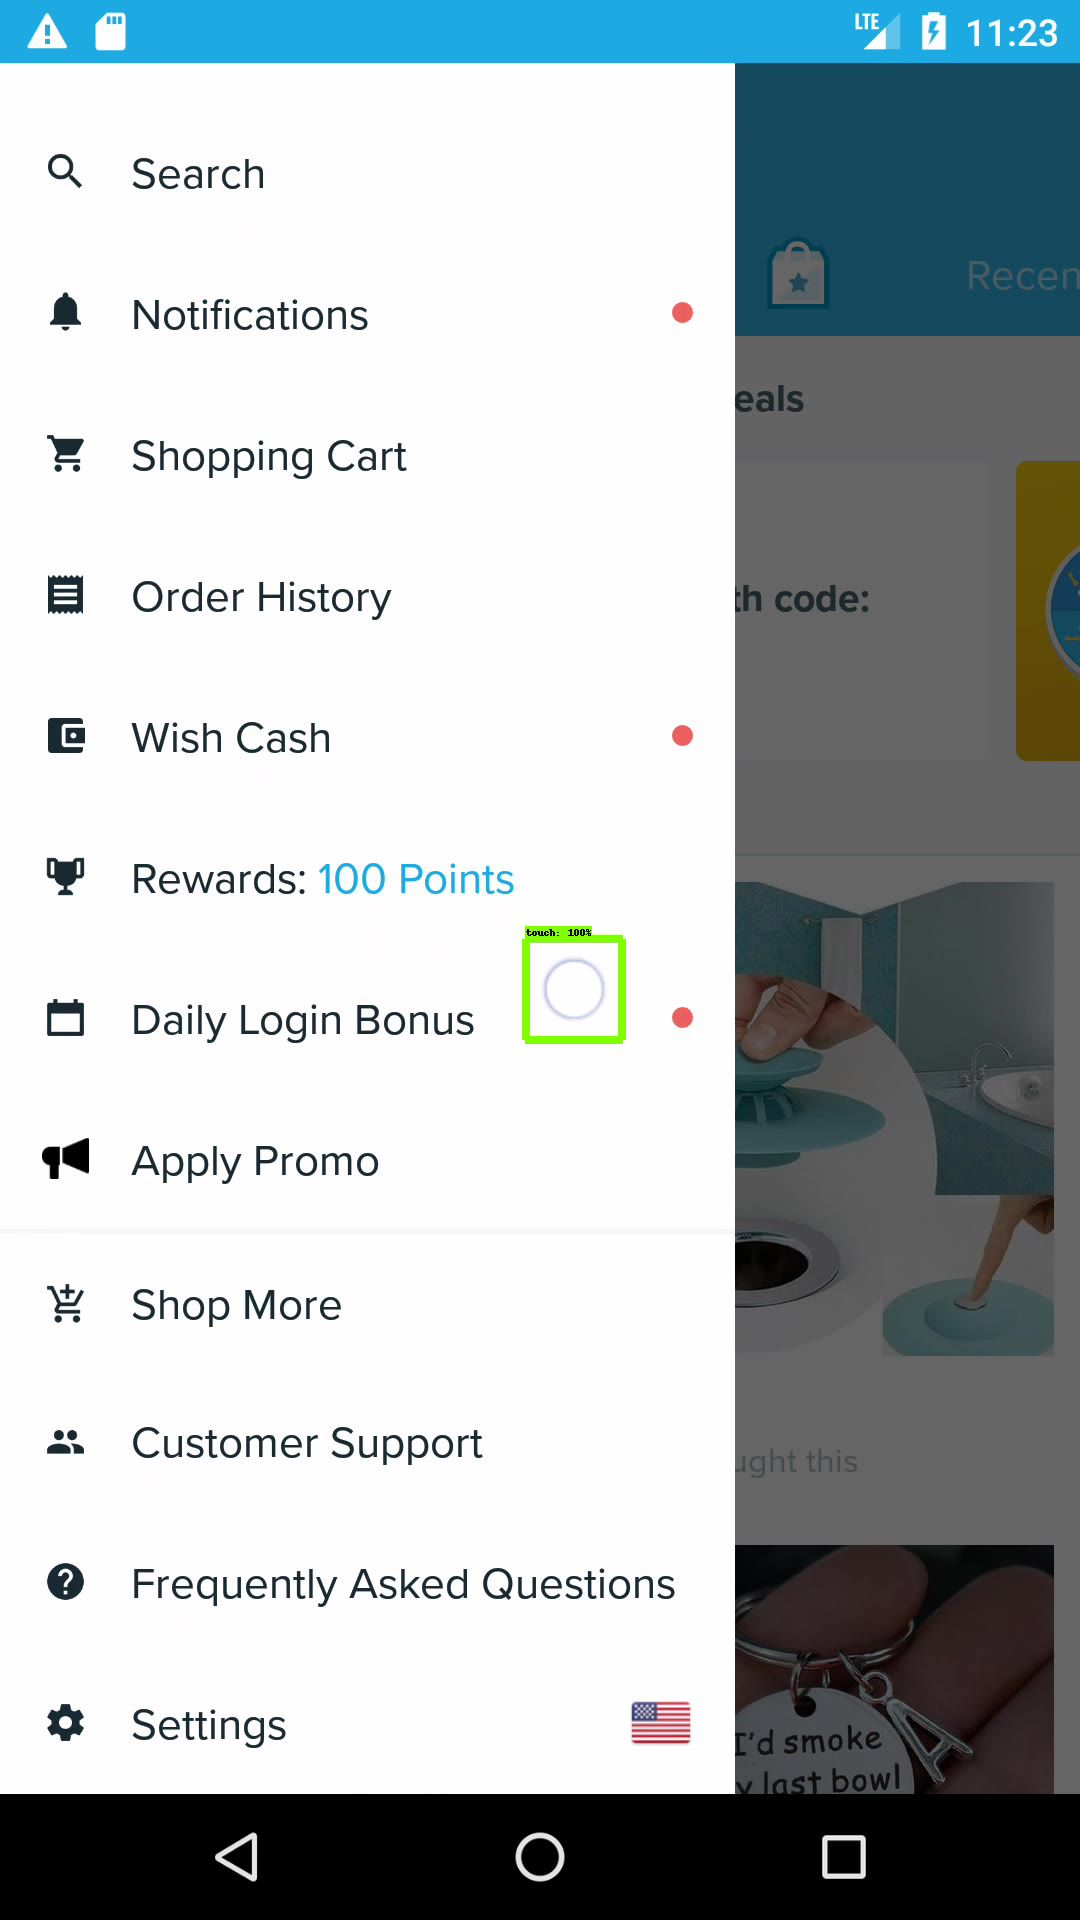 LTE 11:23
Search
Notifications
Recen
eals
Shopping Cart
th code:
Order History
Wish Cash
Rewards: 100 Points
touch: 100%
Daily Login Bonus
Apply Promo
Shop More
Customer Support
ught this
Frequently Asked Questions
Settings
I'd smoke
y last bowl
A